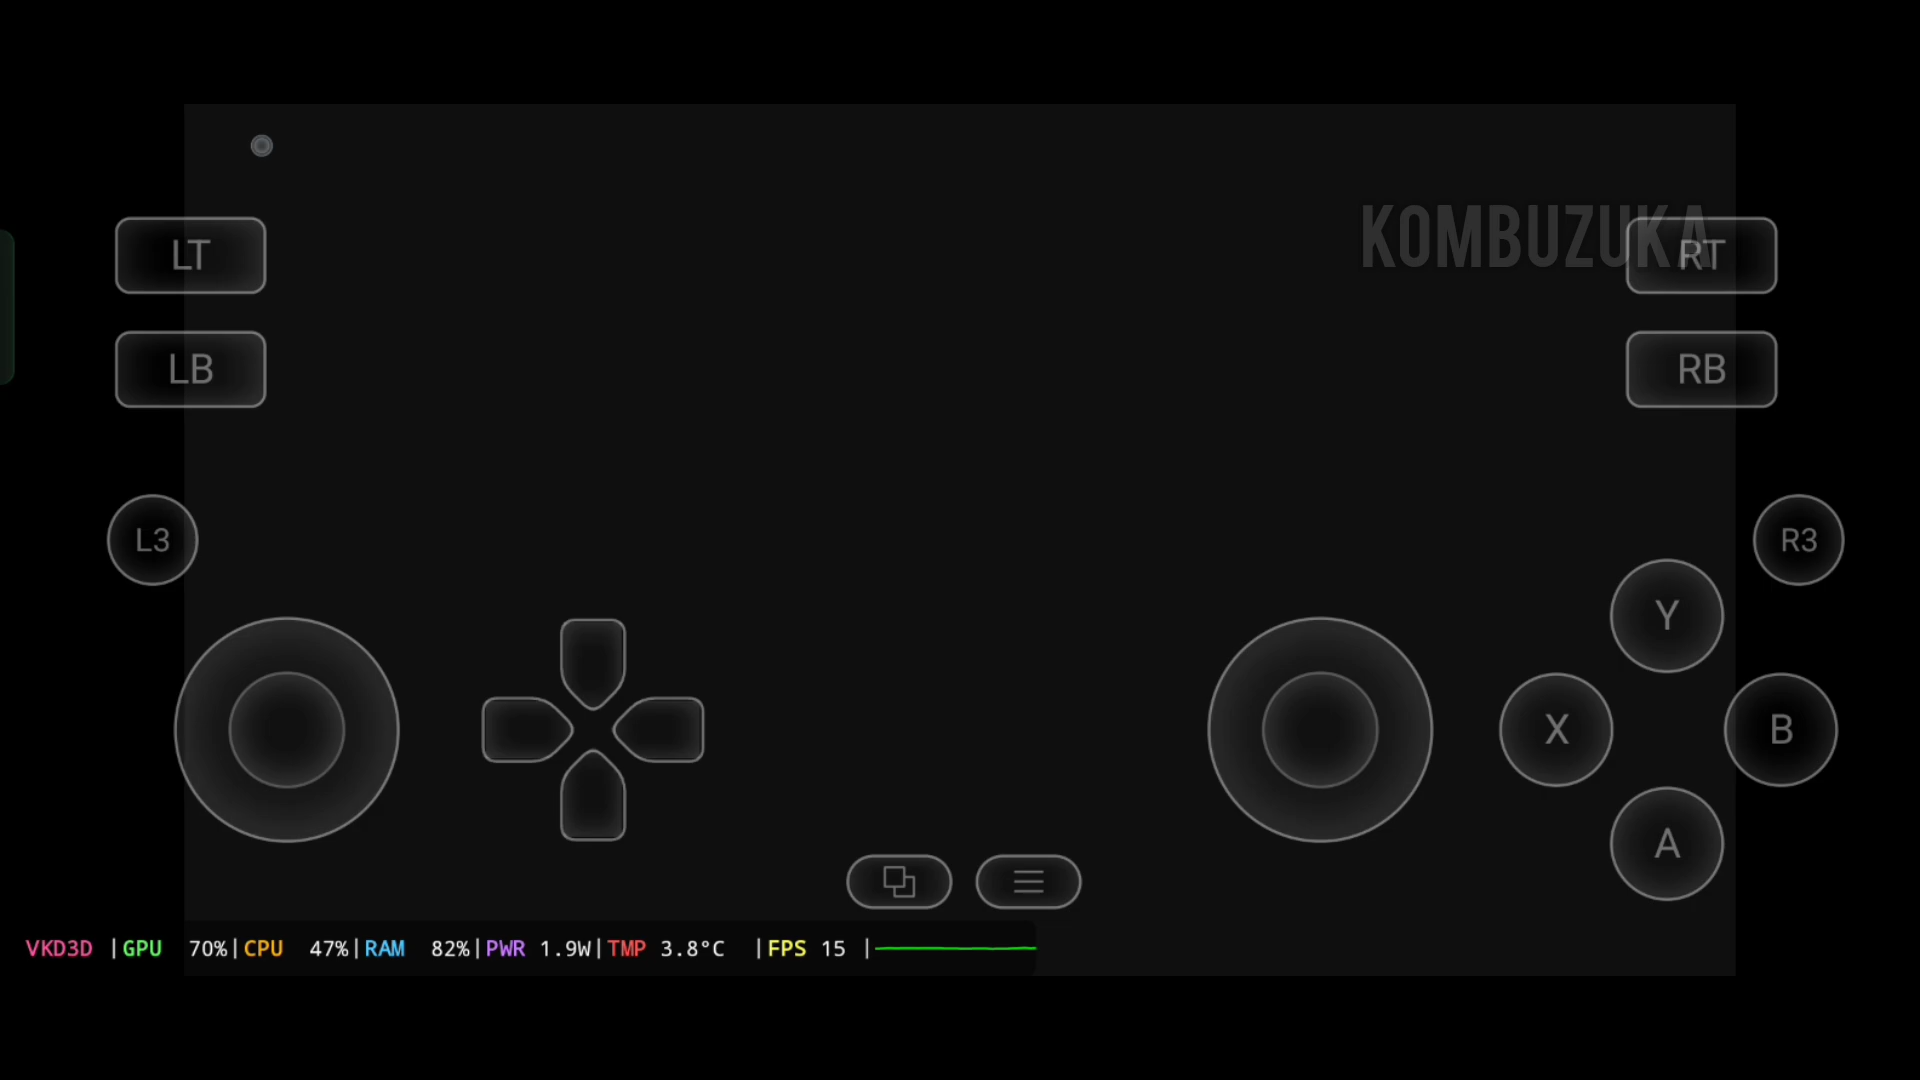 KOMBUZUKA
LT
RT
LB
RB
L3
R3
Y
X
B
A
VKD3D |GPU 70%|CPU 47%|RAM 82%|PWR 1.9W|TMP 3.8°C |FPS 15 |